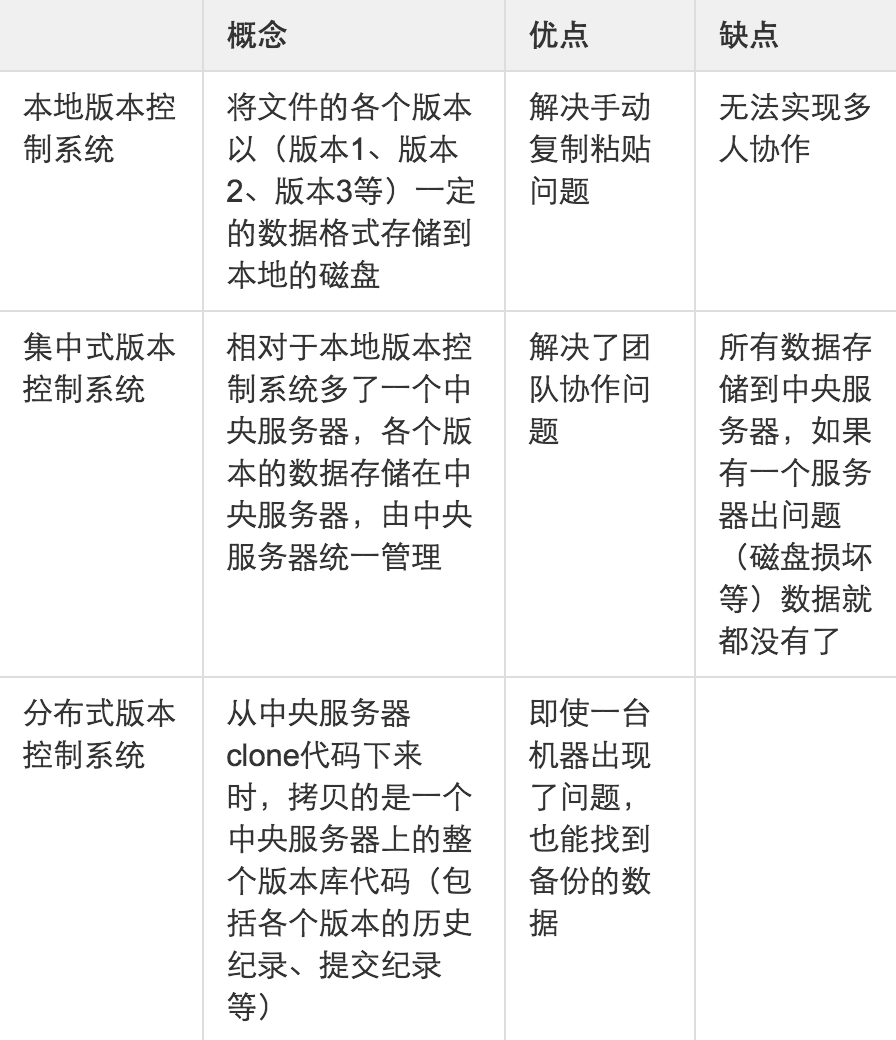 概念
优点
缺点
本地版本控
制系统
将文件的各个版本
以（版本1、版本
2、版本3等）一定
的数据格式存储到
本地的磁盘
解决手动
复制粘贴
问题
无法实现多
人协作
集中式版本
控制系统
相对于本地版本控
制系统多了一个中
央服务器，各个版
本的数据存储在中
央服务器，由中央
服务器统一管理
解决了团
队协作问
题
所有数据存
储到中央服
务器，如果
有一个服务
器出问题
（磁盘损坏
等）数据就
都没有了
分布式版本
控制系统
从中央服务器
clone代码下来
时，拷贝的是一个
中央服务器上的整
个版本库代码（包
括各个版本的历史
纪录、提交纪录
等）
即使一台
机器出现
了问题，
也能找到
备份的数
据